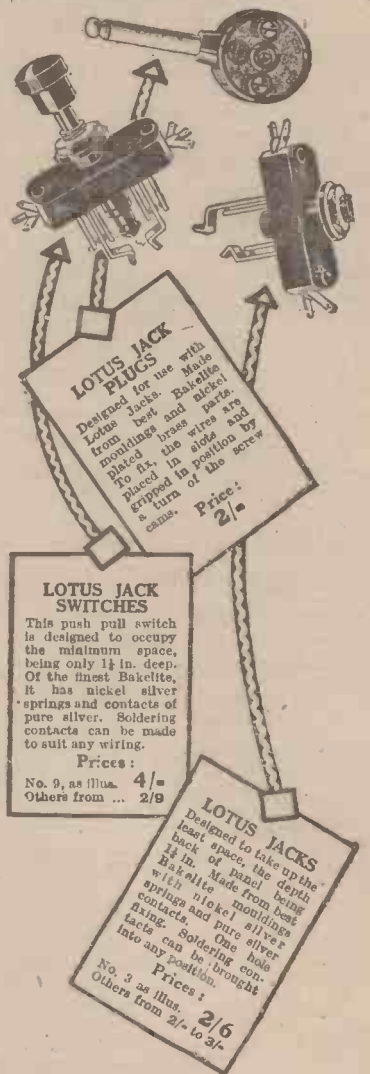 LOTUS JACK
PLUGS
Designed for use with
Lotus Jacks. Made
from best Bakelite
mouldings and nickel
plated brass parts.
To fix, the wires are
placed in slots and
gripped in position by
a turn of the screw
cams.
Price:
2/-
LOTUS JACK
SWITCHES
This push pull switch
is designed to occupy
the minimum space,
being only 1¼ in. deep.
Of the finest Bakelite,
it has nickel silver
springs and contacts of
pure silver. Soldering
contacts can be made
to suit any wiring.
Prices:
No. 9, as illus. 4/-
Others from ... 2/9
LOTUS JACKS
Designed to take up the
least space, the depth
back of panel being
1¼ in. Made from best
Bakelite mouldings
with nickel silver
springs and pure silver
contacts. One hole
fixing. Soldering con-
tacts can be brought
into any position.
Prices:
No. 3 as illus. 2/6
Others from 2/- to 3/-